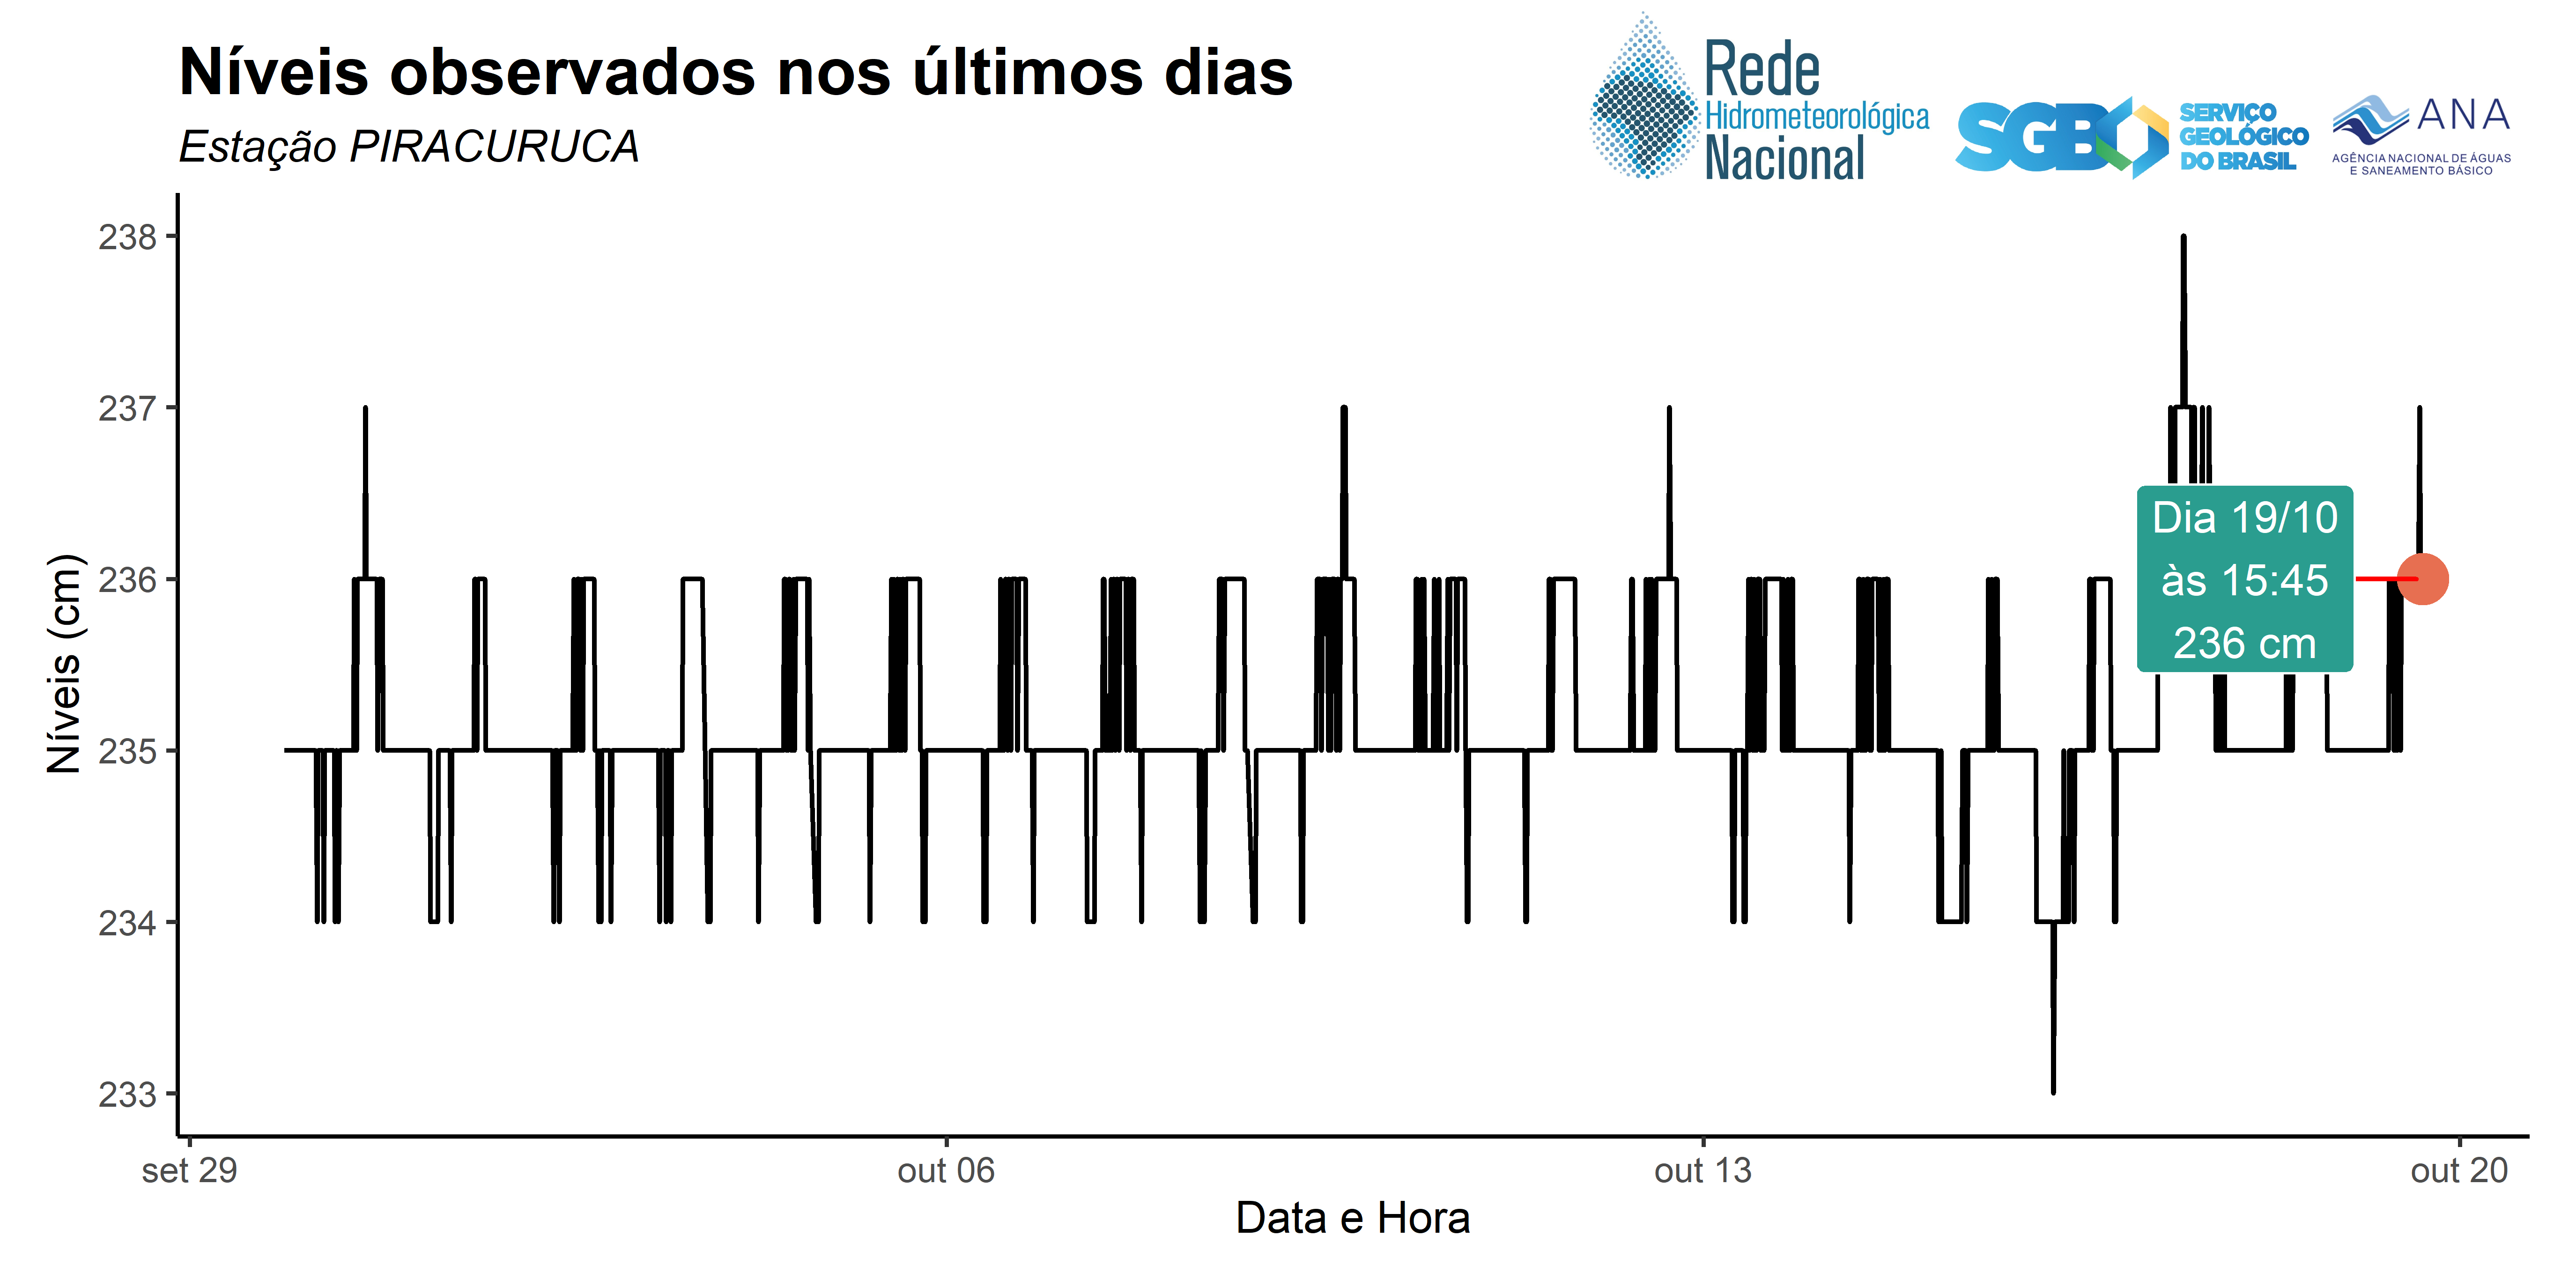 Níveis observados nos últimos dias
Estação PIRACURUCA
Rede
Hidrometeorológica
Nacional
SGB
SERVIÇO
GEOLÓGICO
DO BRASIL
ANA
AGÊNCIA NACIONAL DE ÁGUAS
E SANEAMENTO BÁSICO
238
237
236
235
234
233
Níveis (cm)
Dia 19/10
às 15:45
236 cm
set 29
out 06
out 13
out 20
Data e Hora